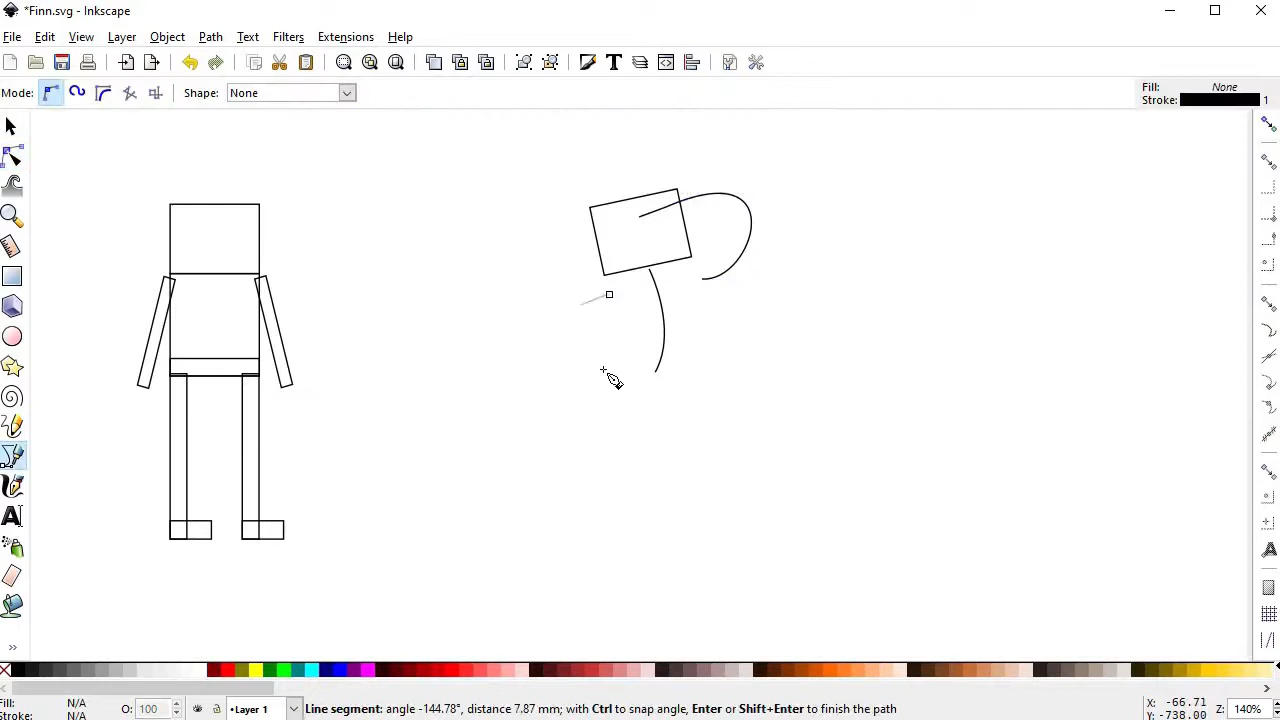 *Finn.svg - Inkscape
File Edit View Layer Object Path Text Filters Extensions Help
Mode: Shape: None Fill: None
Stroke: 1
Fill: N/A
Stroke: N/A
O: 100 •Layer 1 Line segment: angle -144.78°, distance 7,87 mm; with Ctrl to snap angle, Enter or Shift+Enter to finish the path
X: -66.71
Y: -738.00
Z: 140%